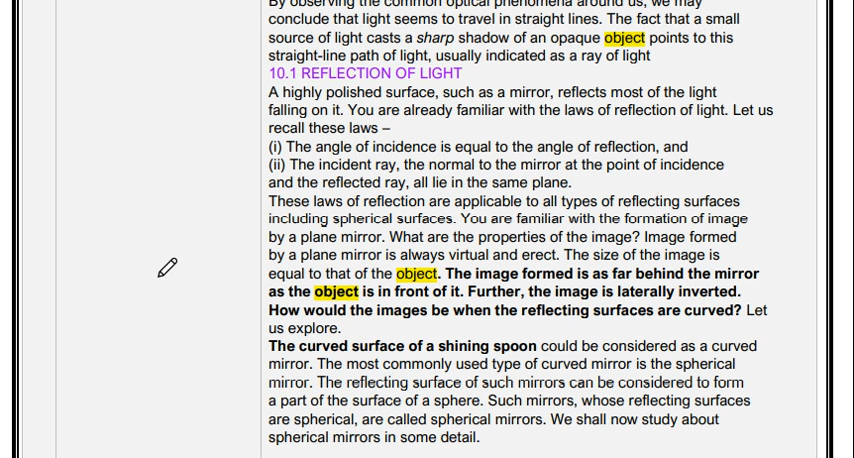 By observing the common optical phenomena around us, we may
conclude that light seems to travel in straight lines. The fact that a small
source of light casts a sharp shadow of an opaque object points to this
straight-line path of light, usually indicated as a ray of light
10.1 REFLECTION OF LIGHT
A highly polished surface, such as a mirror, reflects most of the light
falling on it. You are already familiar with the laws of reflection of light. Let us
recall these laws –
(i) The angle of incidence is equal to the angle of reflection, and
(ii) The incident ray, the normal to the mirror at the point of incidence
and the reflected ray, all lie in the same plane.
These laws of reflection are applicable to all types of reflecting surfaces
including spherical surfaces. You are familiar with the formation of image
by a plane mirror. What are the properties of the image? Image formed
by a plane mirror is always virtual and erect. The size of the image is
equal to that of the object. The image formed is as far behind the mirror
as the object is in front of it. Further, the image is laterally inverted.
How would the images be when the reflecting surfaces are curved? Let
us explore.
The curved surface of a shining spoon could be considered as a curved
mirror. The most commonly used type of curved mirror is the spherical
mirror. The reflecting surface of such mirrors can be considered to form
a part of the surface of a sphere. Such mirrors, whose reflecting surfaces
are spherical, are called spherical mirrors. We shall now study about
spherical mirrors in some detail.